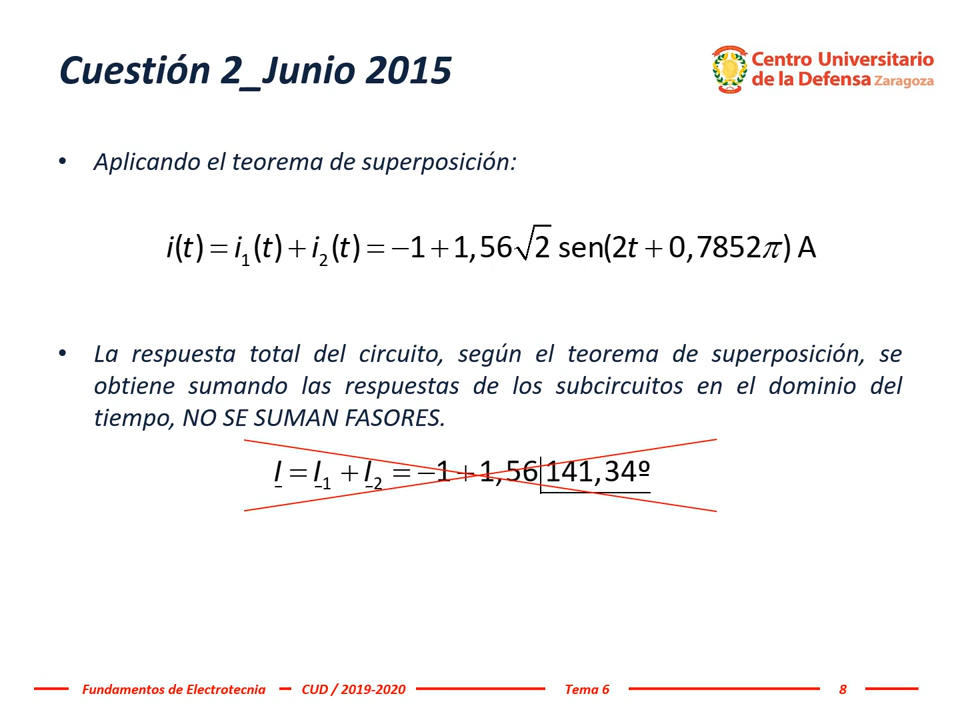 Cuestión 2_Junio 2015
Centro Universitario
de la Defensa Zaragoza
• Aplicando el teorema de superposición:
i(t) = i₁(t) + i₂(t) = −1 + 1,56√2 sen(2t + 0,7852π) A
• La respuesta total del circuito, según el teorema de superposición, se
obtiene sumando las respuestas de los subcircuitos en el dominio del
tiempo, NO SE SUMAN FASORES.
I = I₁ + I₂ = −1 + 1,56|141,34º
Fundamentos de Electrotecnia – CUD / 2019-2020 Tema 6 8